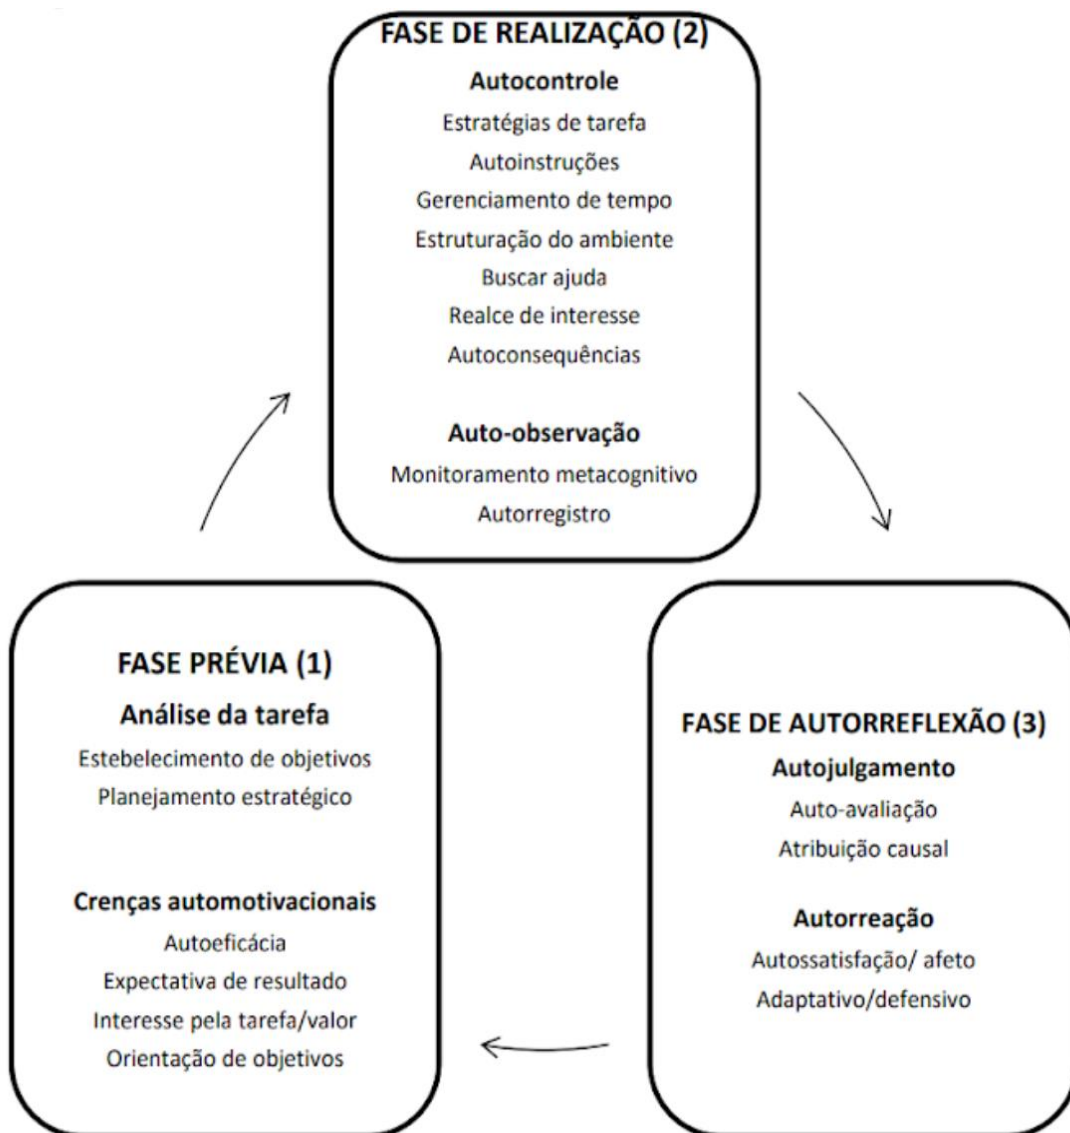 FASE DE REALIZAÇÃO (2)
Autocontrole
Estratégias de tarefa
Autoinstruções
Gerenciamento de tempo
Estruturação do ambiente
Buscar ajuda
Realce de interesse
Autoconsequências
Auto-observação
Monitoramento metacognitivo
Autorregistro
FASE PRÉVIA (1)
Análise da tarefa
Estebelecimento de objetivos
Planejamento estratégico
Crenças automotivacionais
Autoeficácia
Expectativa de resultado
Interesse pela tarefa/valor
Orientação de objetivos
FASE DE AUTORREFLEXÃO (3)
Autojulgamento
Auto-avaliação
Atribuição causal
Autorreação
Autossatisfação/ afeto
Adaptativo/defensivo